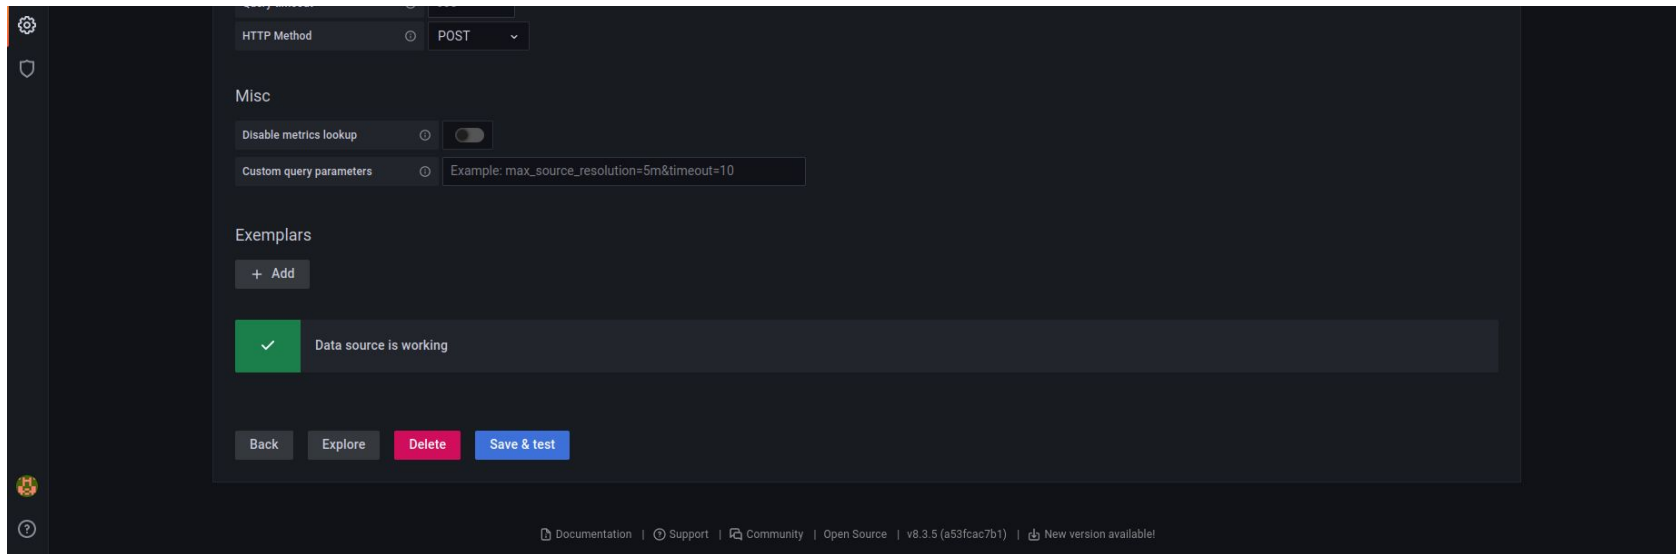 Query timeout
HTTP Method POST
Misc
Disable metrics lookup
Custom query parameters Example: max_source_resolution=5m&timeout=10
Exemplars
+ Add
Data source is working
Back Explore Delete Save & test
Documentation | Support | Community | Open Source | v8.3.5 (a53fcac7b1) | New version available!